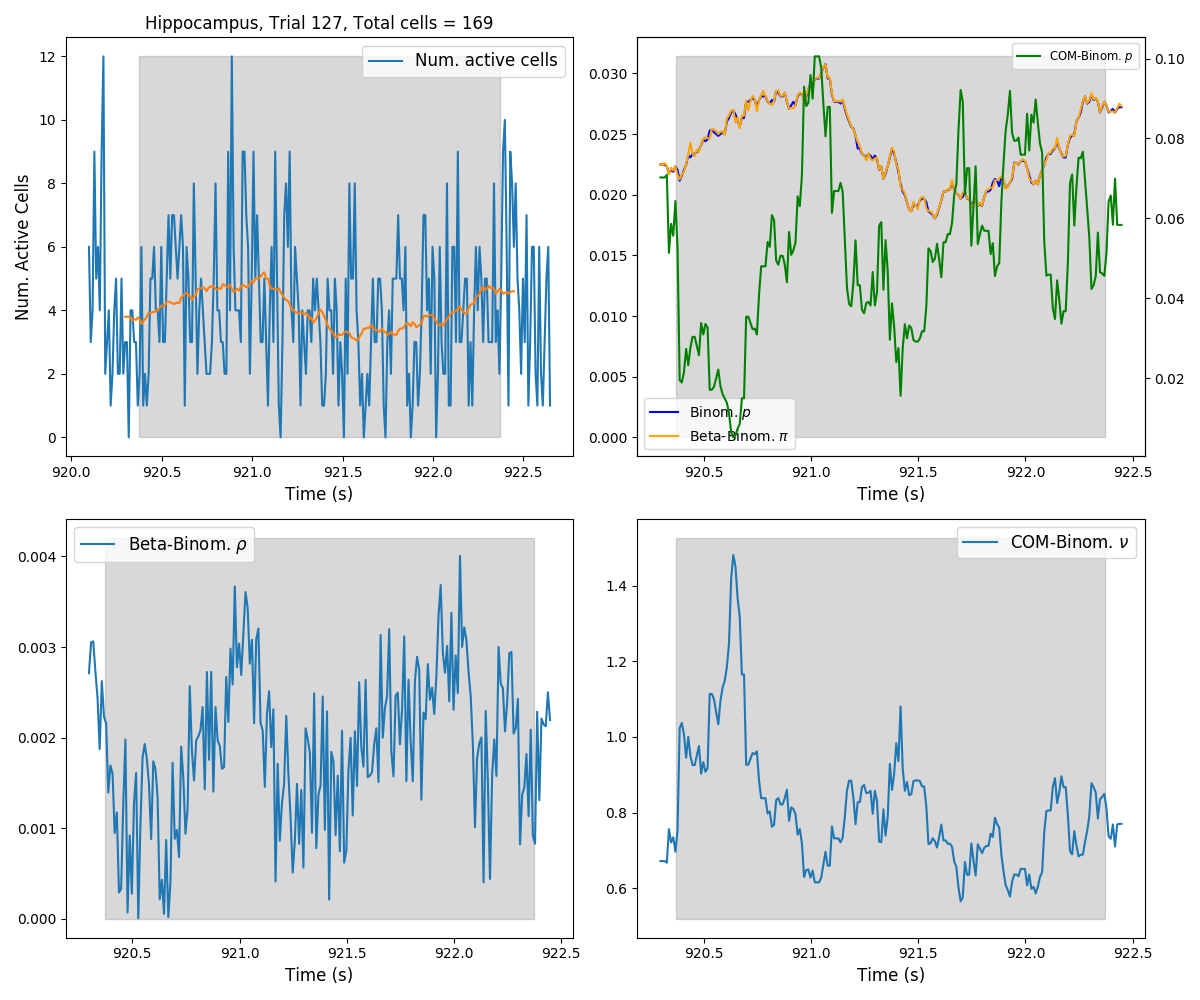 Hippocampus, Trial 127, Total cells = 169
Num. active cells
12
10
8
6
4
2
0
Num. Active Cells
920.0 920.5 921.0 921.5 922.0 922.5
Time (s)
COM-Binom. p
0.030
0.025
0.020
0.015
0.010
0.005
0.000
0.10
0.08
0.06
0.04
0.02
Binom. p
Beta-Binom. π
920.5 921.0 921.5 922.0 922.5
Time (s)
Beta-Binom. ρ
0.004
0.003
0.002
0.001
0.000
920.5 921.0 921.5 922.0 922.5
Time (s)
COM-Binom. ν
1.4
1.2
1.0
0.8
0.6
920.5 921.0 921.5 922.0 922.5
Time (s)